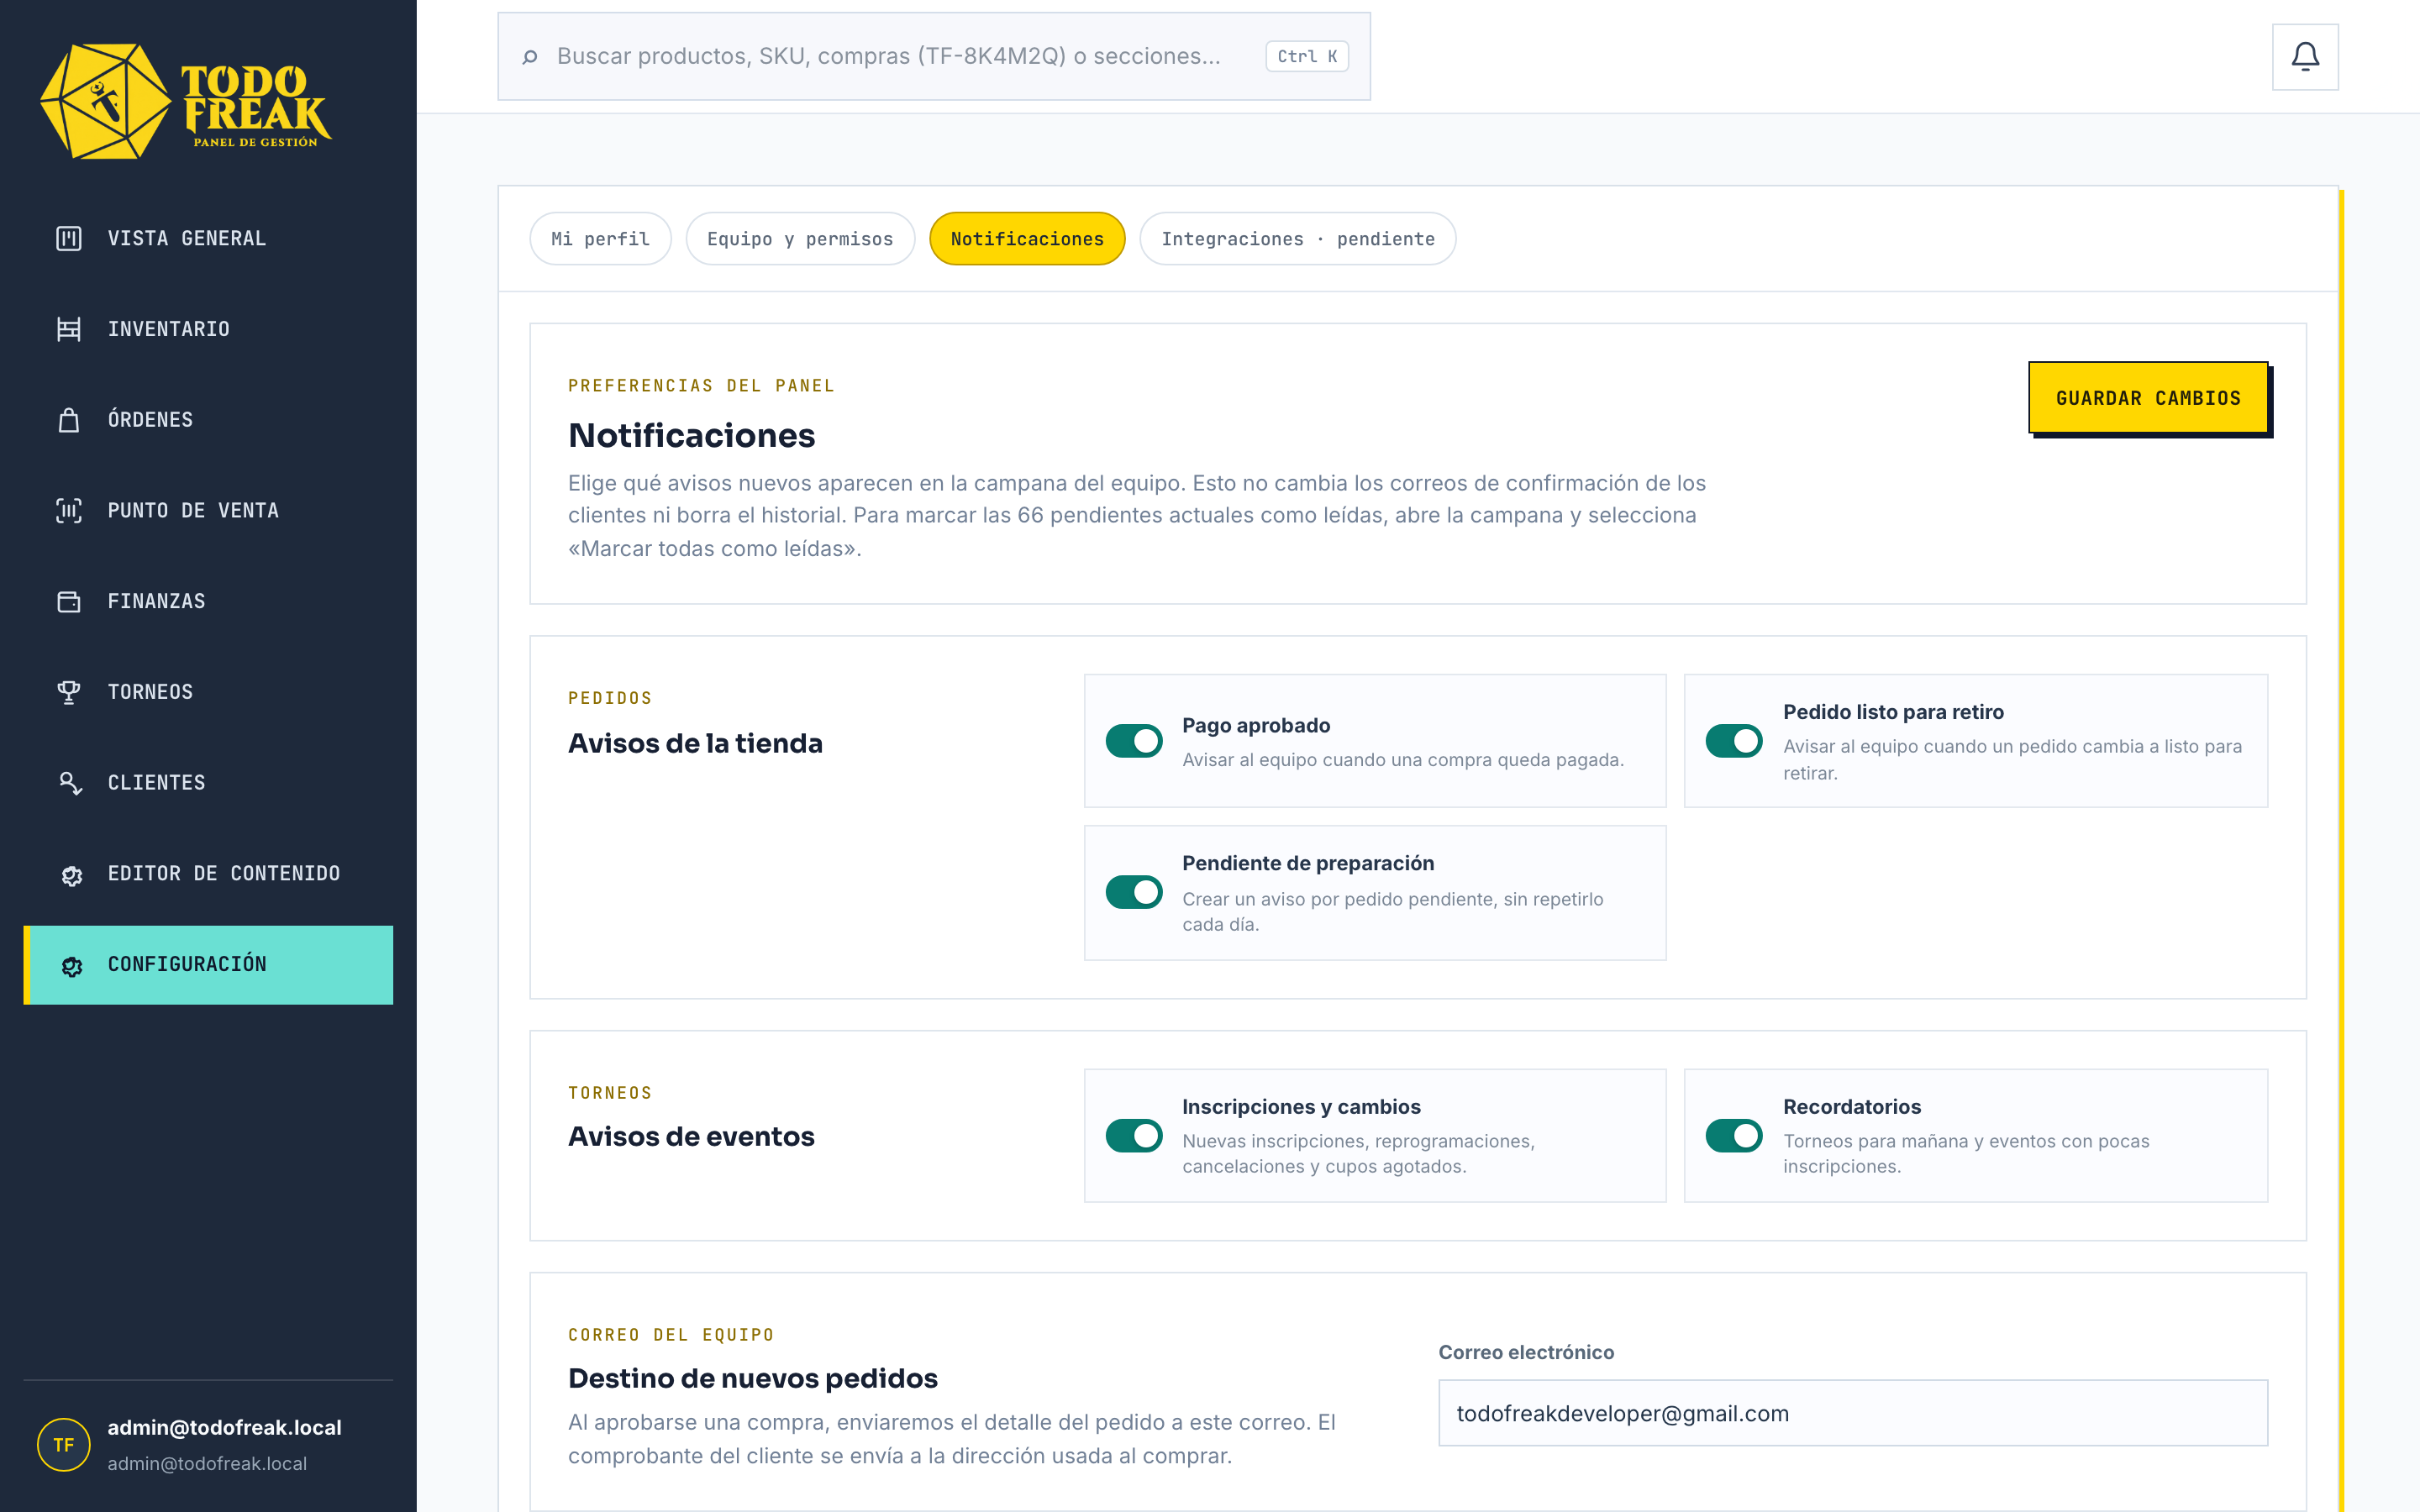 TODO
FREAK
PANEL DE GESTIÓN
VISTA GENERAL
INVENTARIO
ÓRDENES
PUNTO DE VENTA
FINANZAS
TORNEOS
CLIENTES
EDITOR DE CONTENIDO
CONFIGURACIÓN
TF
admin@todofreak.local
admin@todofreak.local
Buscar productos, SKU, compras (TF-8K4M2Q) o secciones...
Ctrl K
Mi perfil
Equipo y permisos
Notificaciones
Integraciones · pendiente
PREFERENCIAS DEL PANEL
Notificaciones
Elige qué avisos nuevos aparecen en la campana del equipo. Esto no cambia los correos de confirmación de los
clientes ni borra el historial. Para marcar las 66 pendientes actuales como leídas, abre la campana y selecciona
«Marcar todas como leídas».
GUARDAR CAMBIOS
PEDIDOS
Avisos de la tienda
Pago aprobado
Avisar al equipo cuando una compra queda pagada.
Pedido listo para retiro
Avisar al equipo cuando un pedido cambia a listo para
retirar.
Pendiente de preparación
Crear un aviso por pedido pendiente, sin repetirlo
cada día.
TORNEOS
Avisos de eventos
Inscripciones y cambios
Nuevas inscripciones, reprogramaciones,
cancelaciones y cupos agotados.
Recordatorios
Torneos para mañana y eventos con pocas
inscripciones.
CORREO DEL EQUIPO
Destino de nuevos pedidos
Al aprobarse una compra, enviaremos el detalle del pedido a este correo. El
comprobante del cliente se envía a la dirección usada al comprar.
Correo electrónico
todofreakdeveloper@gmail.com